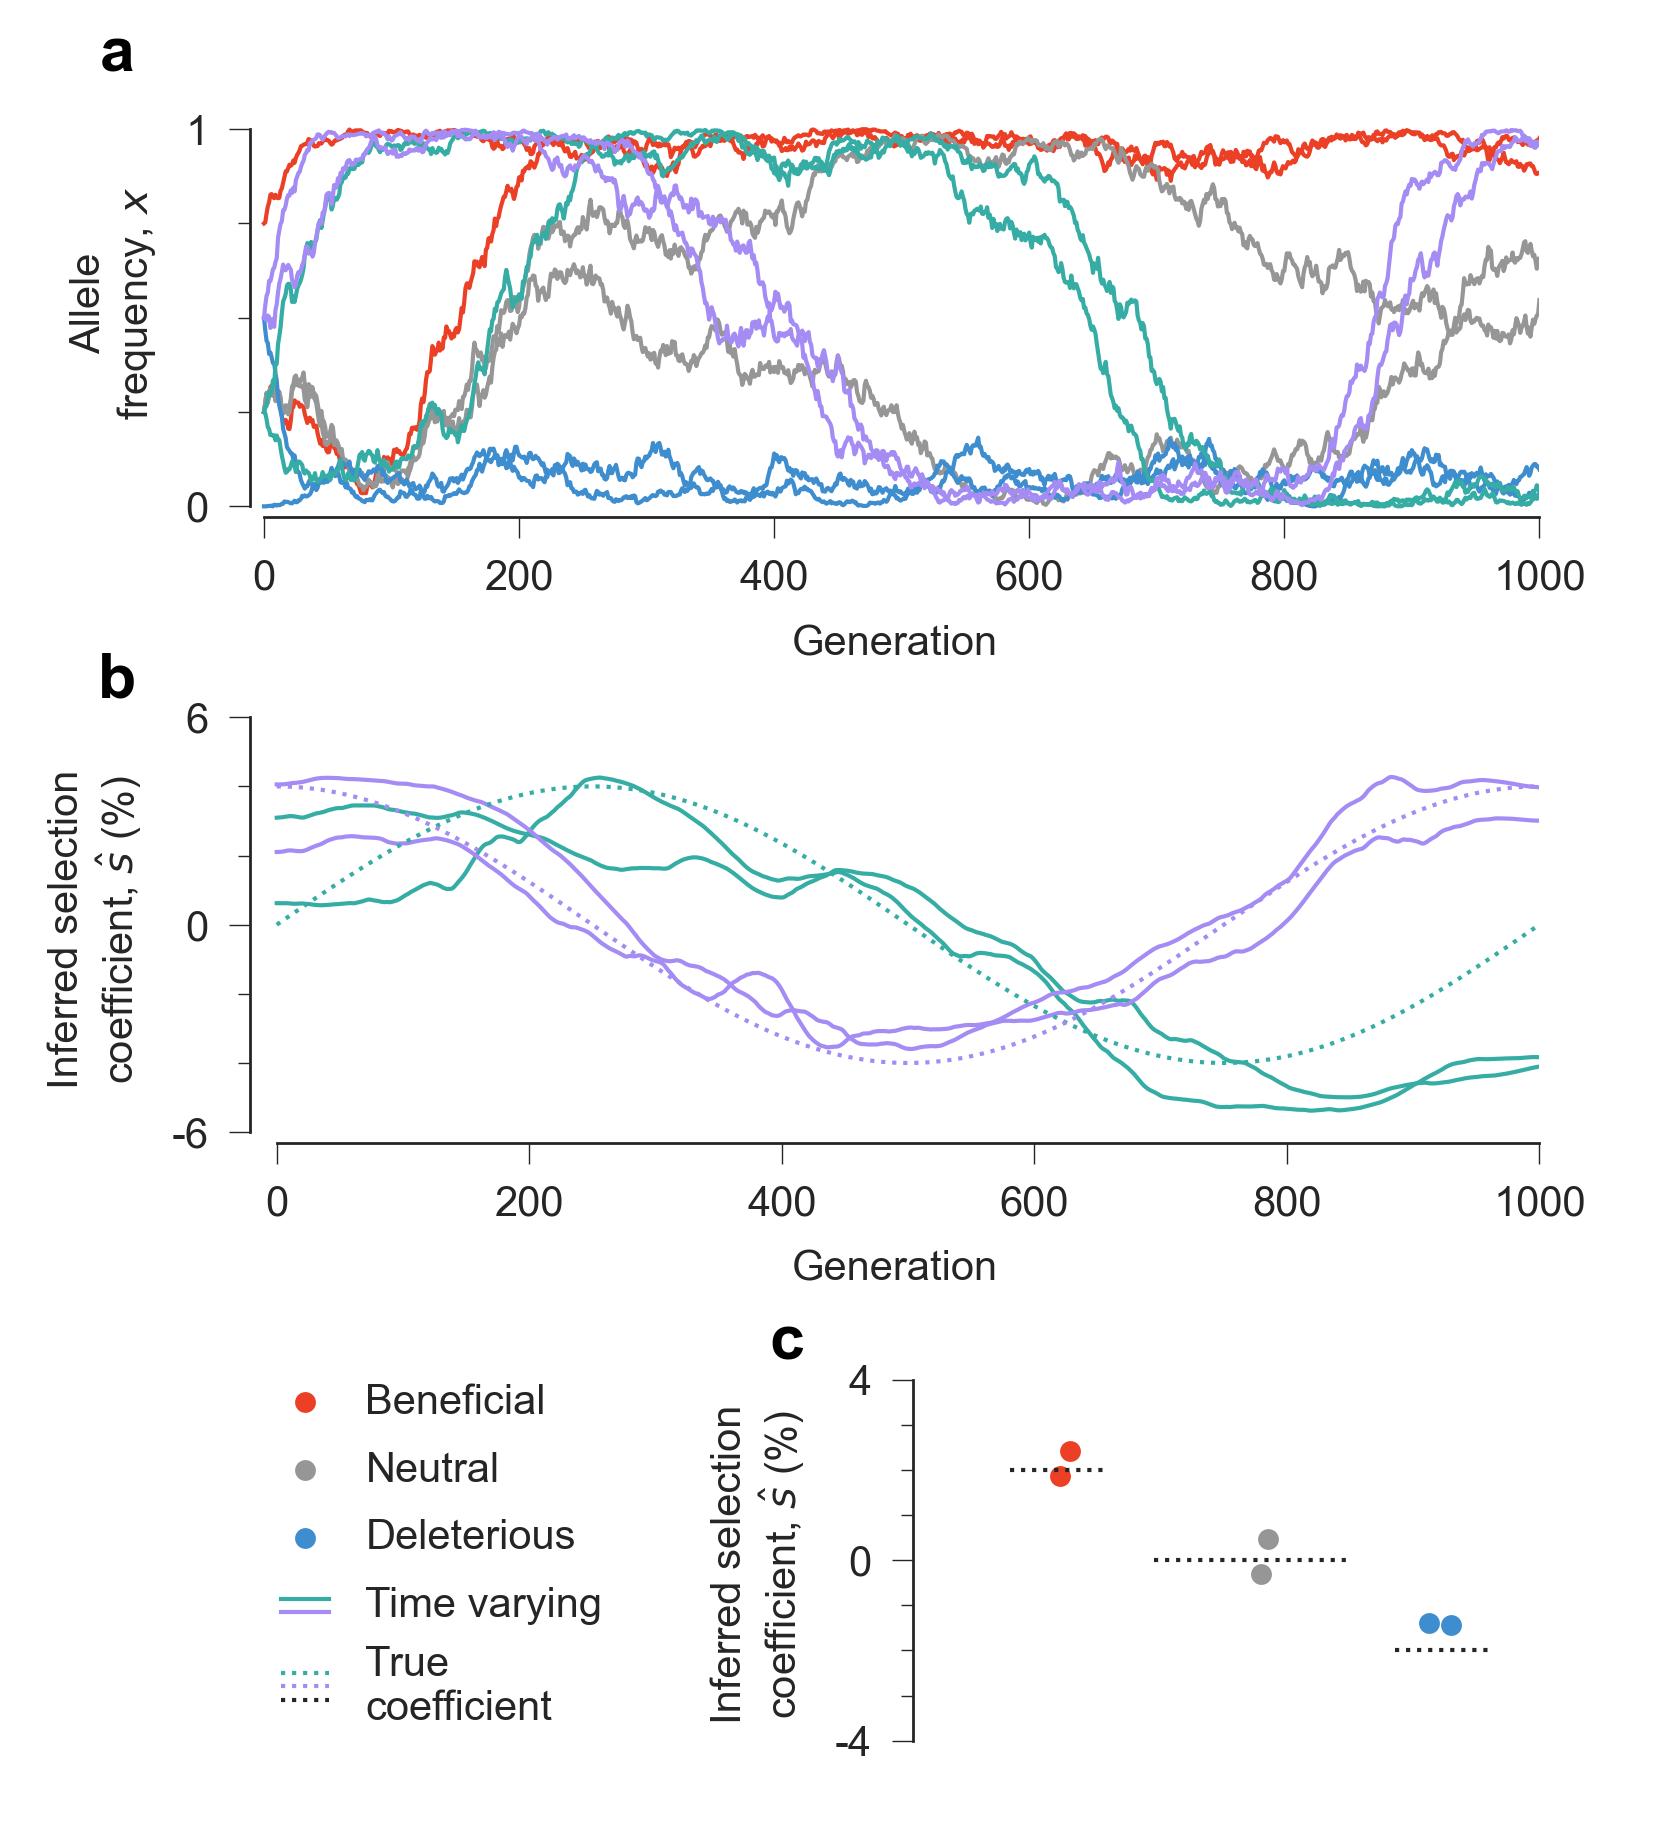 a
1
0
Allele
frequency, x
0 200 400 600 800 1000
Generation
b
6
0
-6
Inferred selection
coefficient, ŝ (%)
0 200 400 600 800 1000
Generation
Beneficial
Neutral
Deleterious
Time varying
True
coefficient
c
4
0
-4
Inferred selection
coefficient, ŝ (%)